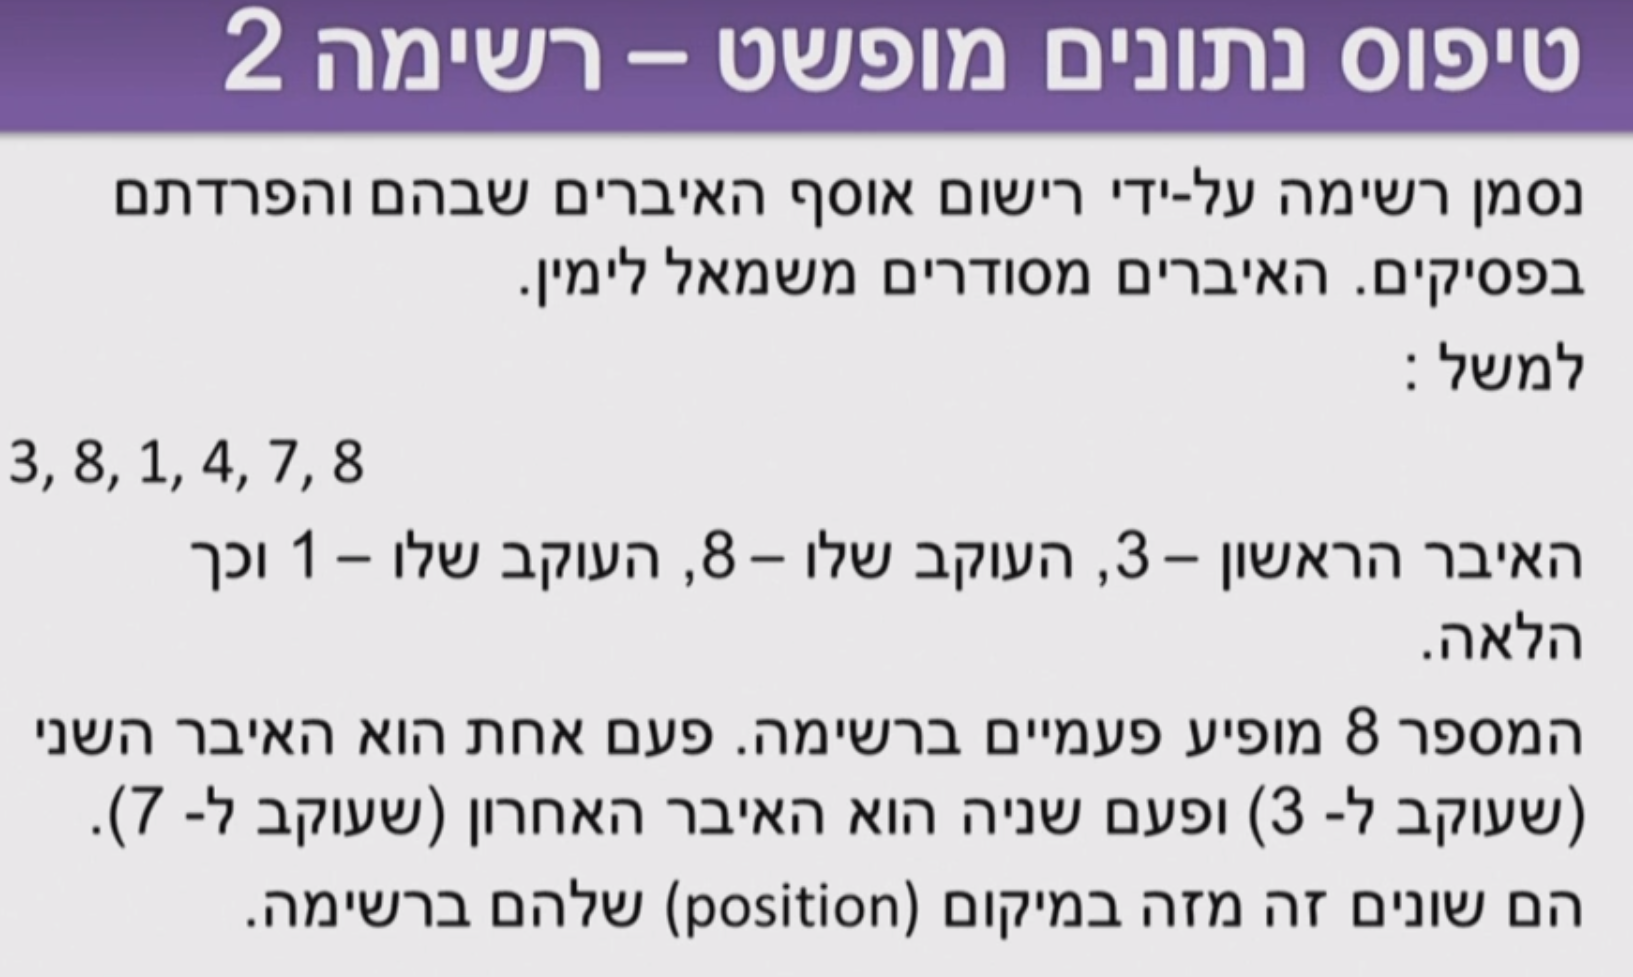 טיפוס נתונים מופשט – רשימה 2
נסמן רשימה על-ידי רישום אוסף האיברים שבהם והפרדתם
בפסיקים. האיברים מסודרים משמאל לימין.
למשל :
3, 8, 1, 4, 7, 8
האיבר הראשון – 3, העוקב שלו – 8, העוקב שלו – 1 וכך
הלאה.
המספר 8 מופיע פעמיים ברשימה. פעם אחת הוא האיבר השני
(שעוקב ל- 3) ופעם שניה הוא האיבר האחרון (שעוקב ל- 7).
הם שונים זה מזה במיקום (position) שלהם ברשימה.